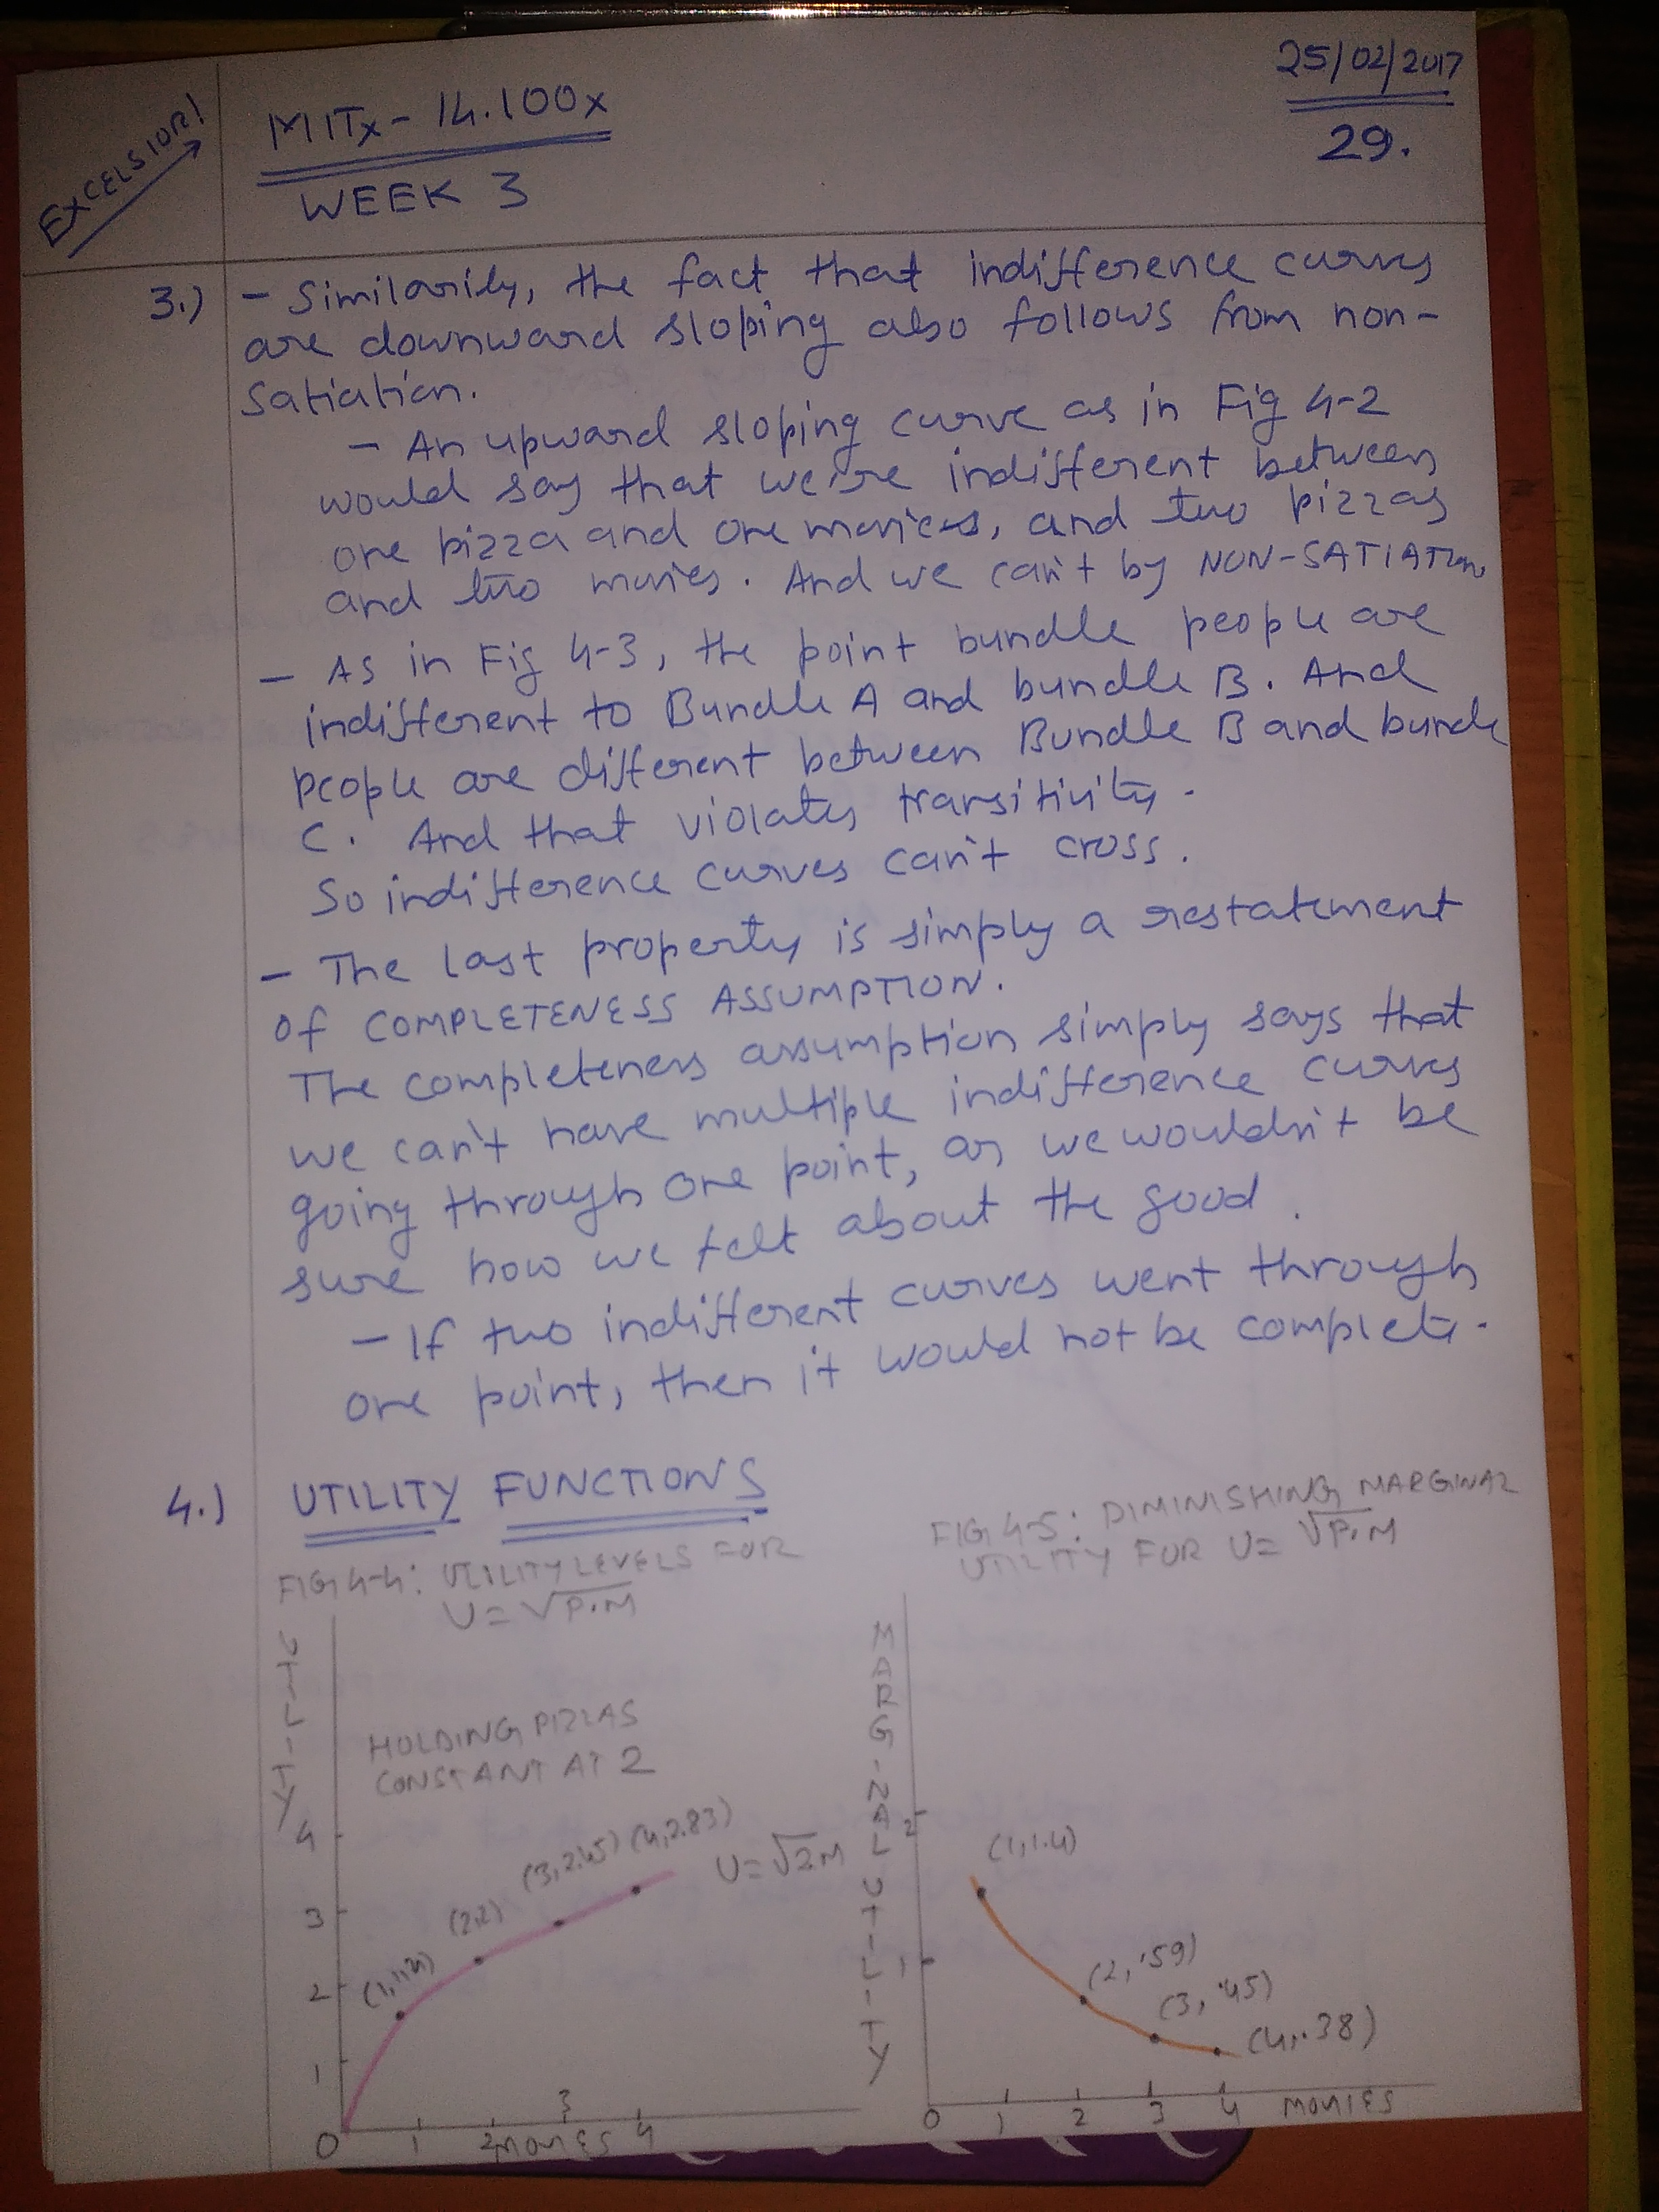 EXCELSIOR!
MITx - 14.100x
WEEK 3
25/02/2017
29.
3.) - Similarily, the fact that indifference curves
are downward sloping also follows from non-
satiation.
- An upward sloping curve as in Fig 4-2
would say that we're indifferent between
one pizza and one movies, and two pizzas
and two movies. And we can't by NON-SATIATION
- As in Fig 4-3, the point bundle people are
indifferent to Bundle A and bundle B. And
people are different between Bundle B and bundle
C. And that violates transitivity.
So indifference curves can't cross.
- The last property is simply a restatement
of COMPLETENESS ASSUMPTION.
The completeness assumption simply says that
we can't have multiple indifference curves
going through one point, as we wouldn't be
sure how we felt about the good.
- If two indifferent curves went through
one point, then it would not be complete.
4.) UTILITY FUNCTIONS
FIG 4-4: UTILITY LEVELS FOR
U = √P.M
UTILITY
HOLDING PIZZAS
CONSTANT AT 2
4
3
2
1
0
(1,1.4)
(2,2)
(3,2.45)
(4,2.83)
U = √2M
1
2
3
4
MOVIES
FIG 4-5: DIMINISHING MARGINAL
UTILITY FOR U = √P.M
MARGINAL UTILITY
2
1
0
(1,1.4)
(2,.59)
(3,.45)
(4,.38)
1
2
3
4
MOVIES